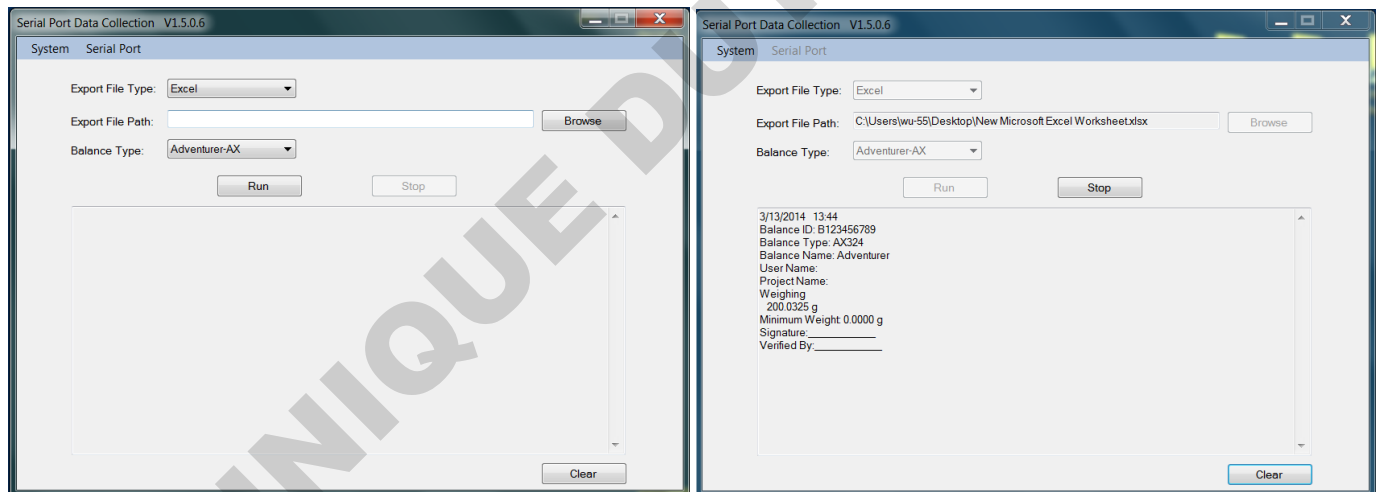 Serial Port Data Collection V1.5.0.6
System Serial Port
Export File Type: Excel
Export File Path: Browse
Balance Type: Adventurer-AX
Run Stop
Clear
Serial Port Data Collection V1.5.0.6
System Serial Port
Export File Type: Excel
Export File Path: C:\Users\wu-55\Desktop\New Microsoft Excel Worksheet.xlsx Browse
Balance Type: Adventurer-AX
Run Stop
3/13/2014 13:44
Balance ID: B123456789
Balance Type: AX324
Balance Name: Adventurer
User Name:
Project Name:
Weighing
200.0325 g
Minimum Weight: 0.0000 g
Signature:____________
Verified By:____________
Clear